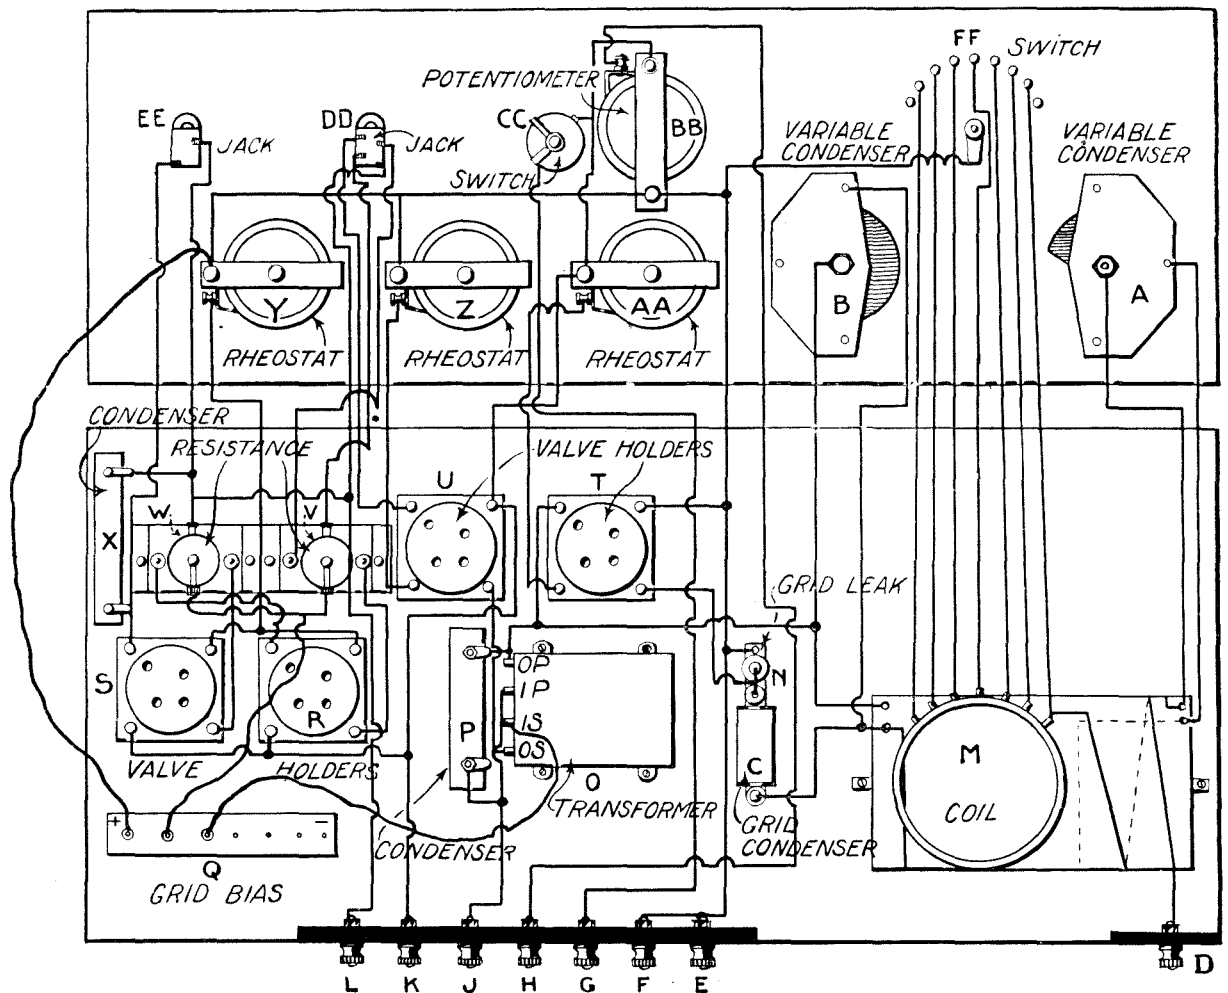 FF
SWITCH
POTENTIOMETER
EE
DD
CC
BB
JACK
JACK
SWITCH
VARIABLE
CONDENSER
VARIABLE
CONDENSER
Y
Z
AA
B
A
RHEOSTAT
RHEOSTAT
RHEOSTAT
CONDENSER
RESISTANCE
VALVE HOLDERS
U
T
W
V
X
GRID LEAK
OP
IP
IS
OS
N
S
R
P
C
M
COIL
VALVE
HOLDERS
O
TRANSFORMER
+
-
CONDENSER
GRID
CONDENSER
Q
GRID BIAS
L
K
J
H
G
F
E
D